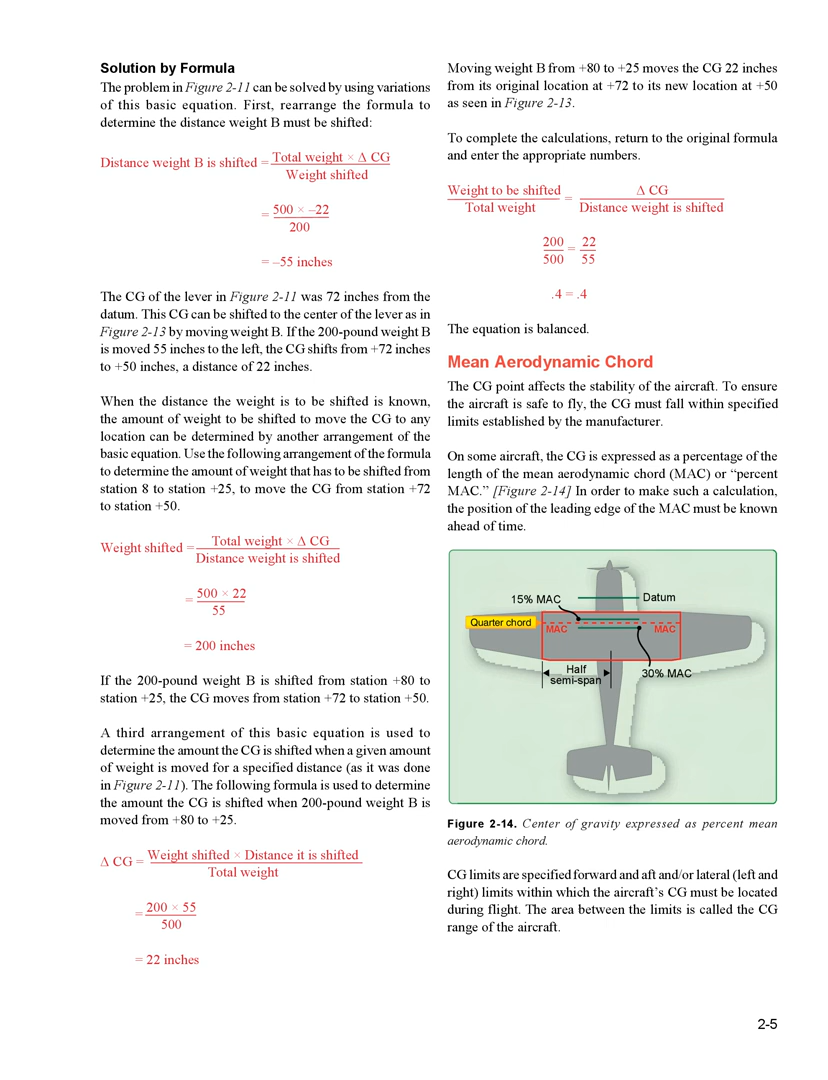 Solution by Formula
The problem in Figure 2-11 can be solved by using variations
of this basic equation. First, rearrange the formula to
determine the distance weight B must be shifted:
Distance weight B is shifted = Total weight × Δ CG
Weight shifted
= 500 × –22
200
= –55 inches
The CG of the lever in Figure 2-11 was 72 inches from the
datum. This CG can be shifted to the center of the lever as in
Figure 2-13 by moving weight B. If the 200-pound weight B
is moved 55 inches to the left, the CG shifts from +72 inches
to +50 inches, a distance of 22 inches.
When the distance the weight is to be shifted is known,
the amount of weight to be shifted to move the CG to any
location can be determined by another arrangement of the
basic equation. Use the following arrangement of the formula
to determine the amount of weight that has to be shifted from
station 8 to station +25, to move the CG from station +72
to station +50.
Weight shifted = Total weight × Δ CG
Distance weight is shifted
= 500 × 22
55
= 200 inches
If the 200-pound weight B is shifted from station +80 to
station +25, the CG moves from station +72 to station +50.
A third arrangement of this basic equation is used to
determine the amount the CG is shifted when a given amount
of weight is moved for a specified distance (as it was done
in Figure 2-11). The following formula is used to determine
the amount the CG is shifted when 200-pound weight B is
moved from +80 to +25.
Δ CG = Weight shifted × Distance it is shifted
Total weight
= 200 × 55
500
= 22 inches
Moving weight B from +80 to +25 moves the CG 22 inches
from its original location at +72 to its new location at +50
as seen in Figure 2-13.
To complete the calculations, return to the original formula
and enter the appropriate numbers.
Weight to be shifted = Δ CG
Total weight Distance weight is shifted
200 = 22
500 55
.4 = .4
The equation is balanced.
Mean Aerodynamic Chord
The CG point affects the stability of the aircraft. To ensure
the aircraft is safe to fly, the CG must fall within specified
limits established by the manufacturer.
On some aircraft, the CG is expressed as a percentage of the
length of the mean aerodynamic chord (MAC) or “percent
MAC.” [Figure 2-14] In order to make such a calculation,
the position of the leading edge of the MAC must be known
ahead of time.
15% MAC Datum
Quarter chord
MAC MAC
Half
semi-span
30% MAC
Figure 2-14. Center of gravity expressed as percent mean
aerodynamic chord.
CG limits are specified forward and aft and/or lateral (left and
right) limits within which the aircraft’s CG must be located
during flight. The area between the limits is called the CG
range of the aircraft.
2-5